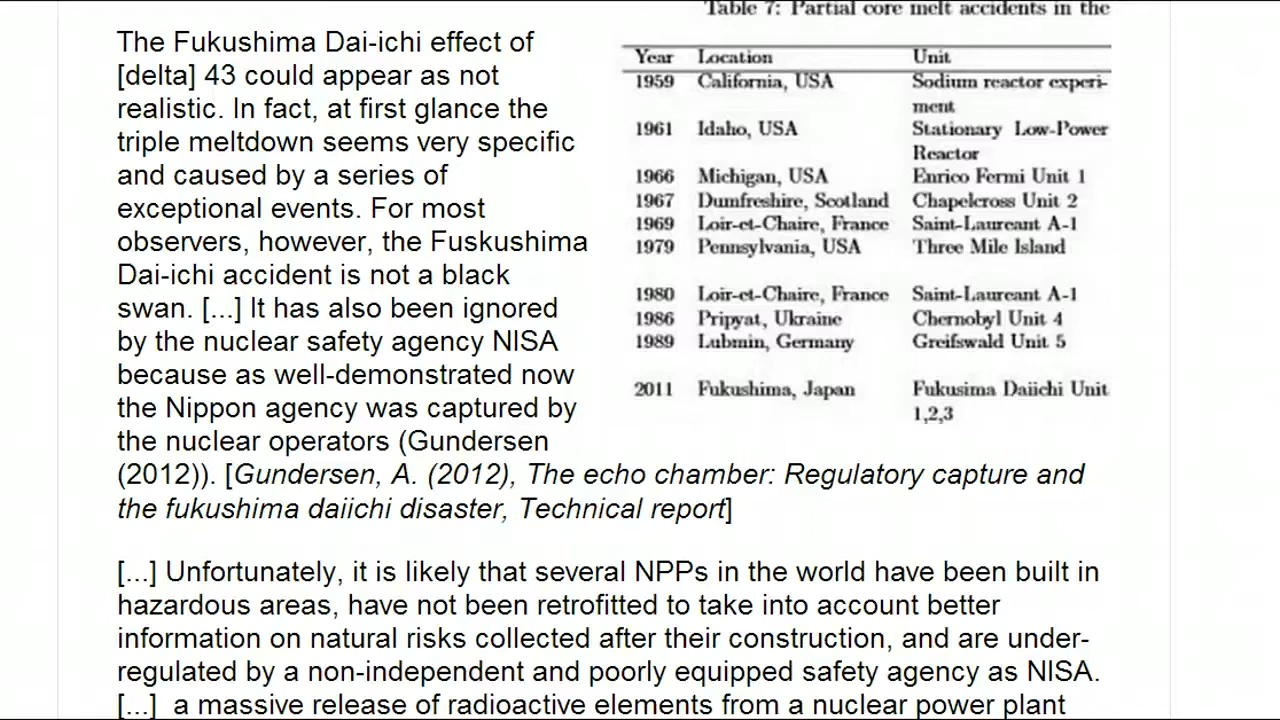 Table 7: Partial core melt accidents in the
The Fukushima Dai-ichi effect of
[delta] 43 could appear as not
realistic. In fact, at first glance the
triple meltdown seems very specific
and caused by a series of
exceptional events. For most
observers, however, the Fuskushima
Dai-ichi accident is not a black
swan. [...] It has also been ignored
by the nuclear safety agency NISA
because as well-demonstrated now
the Nippon agency was captured by
the nuclear operators (Gundersen
(2012)). [Gundersen, A. (2012), The echo chamber: Regulatory capture and
the fukushima daiichi disaster, Technical report]
Year Location Unit
1959 California, USA Sodium reactor experi-
ment
1961 Idaho, USA Stationary Low-Power
Reactor
1966 Michigan, USA Enrico Fermi Unit 1
1967 Dumfreshire, Scotland Chapelcross Unit 2
1969 Loir-et-Chaire, France Saint-Laureant A-1
1979 Pennsylvania, USA Three Mile Island
1980 Loir-et-Chaire, France Saint-Laureant A-1
1986 Pripyat, Ukraine Chernobyl Unit 4
1989 Lubmin, Germany Greifswald Unit 5
2011 Fukushima, Japan Fukusima Daiichi Unit
1,2,3
[...] Unfortunately, it is likely that several NPPs in the world have been built in
hazardous areas, have not been retrofitted to take into account better
information on natural risks collected after their construction, and are under-
regulated by a non-independent and poorly equipped safety agency as NISA.
[...] a massive release of radioactive elements from a nuclear power plant